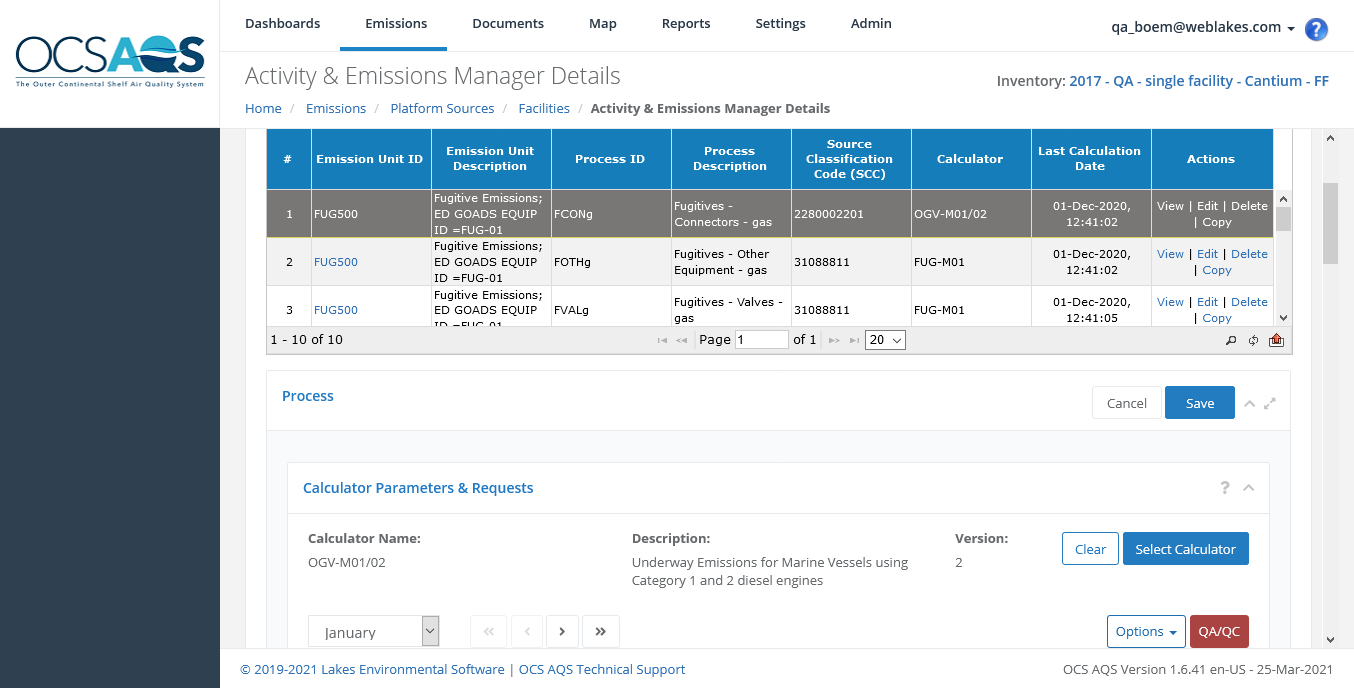 Dashboards Emissions Documents Map Reports Settings Admin
qa_boem@weblakes.com ?
OCSAQS
The Outer Continental Shelf Air Quality System
Activity & Emissions Manager Details
Inventory: 2017 - QA - single facility - Cantium - FF
Home / Emissions / Platform Sources / Facilities / Activity & Emissions Manager Details
# Emission Unit ID Emission Unit Description Process ID Process Description Source Classification Code (SCC) Calculator Last Calculation Date Actions
1 FUG500 Fugitive Emissions; ED GOADS EQUIP ID =FUG-01 FCONg Fugitives - Connectors - gas 2280002201 OGV-M01/02 01-Dec-2020, 12:41:02 View | Edit | Delete | Copy
2 FUG500 Fugitive Emissions; ED GOADS EQUIP ID =FUG-01 FOTHg Fugitives - Other Equipment - gas 31088811 FUG-M01 01-Dec-2020, 12:41:02 View | Edit | Delete | Copy
3 FUG500 Fugitive Emissions; ED GOADS EQUIP ID =FUG-01 FVALg Fugitives - Valves - gas 31088811 FUG-M01 01-Dec-2020, 12:41:05 View | Edit | Delete | Copy
1 - 10 of 10 Page 1 of 1 20
Process Cancel Save
Calculator Parameters & Requests ?
Calculator Name: Description: Version:
OGV-M01/02 Underway Emissions for Marine Vessels using 2 Clear Select Calculator
Category 1 and 2 diesel engines
January Options QA/QC
© 2019-2021 Lakes Environmental Software | OCS AQS Technical Support OCS AQS Version 1.6.41 en-US - 25-Mar-2021